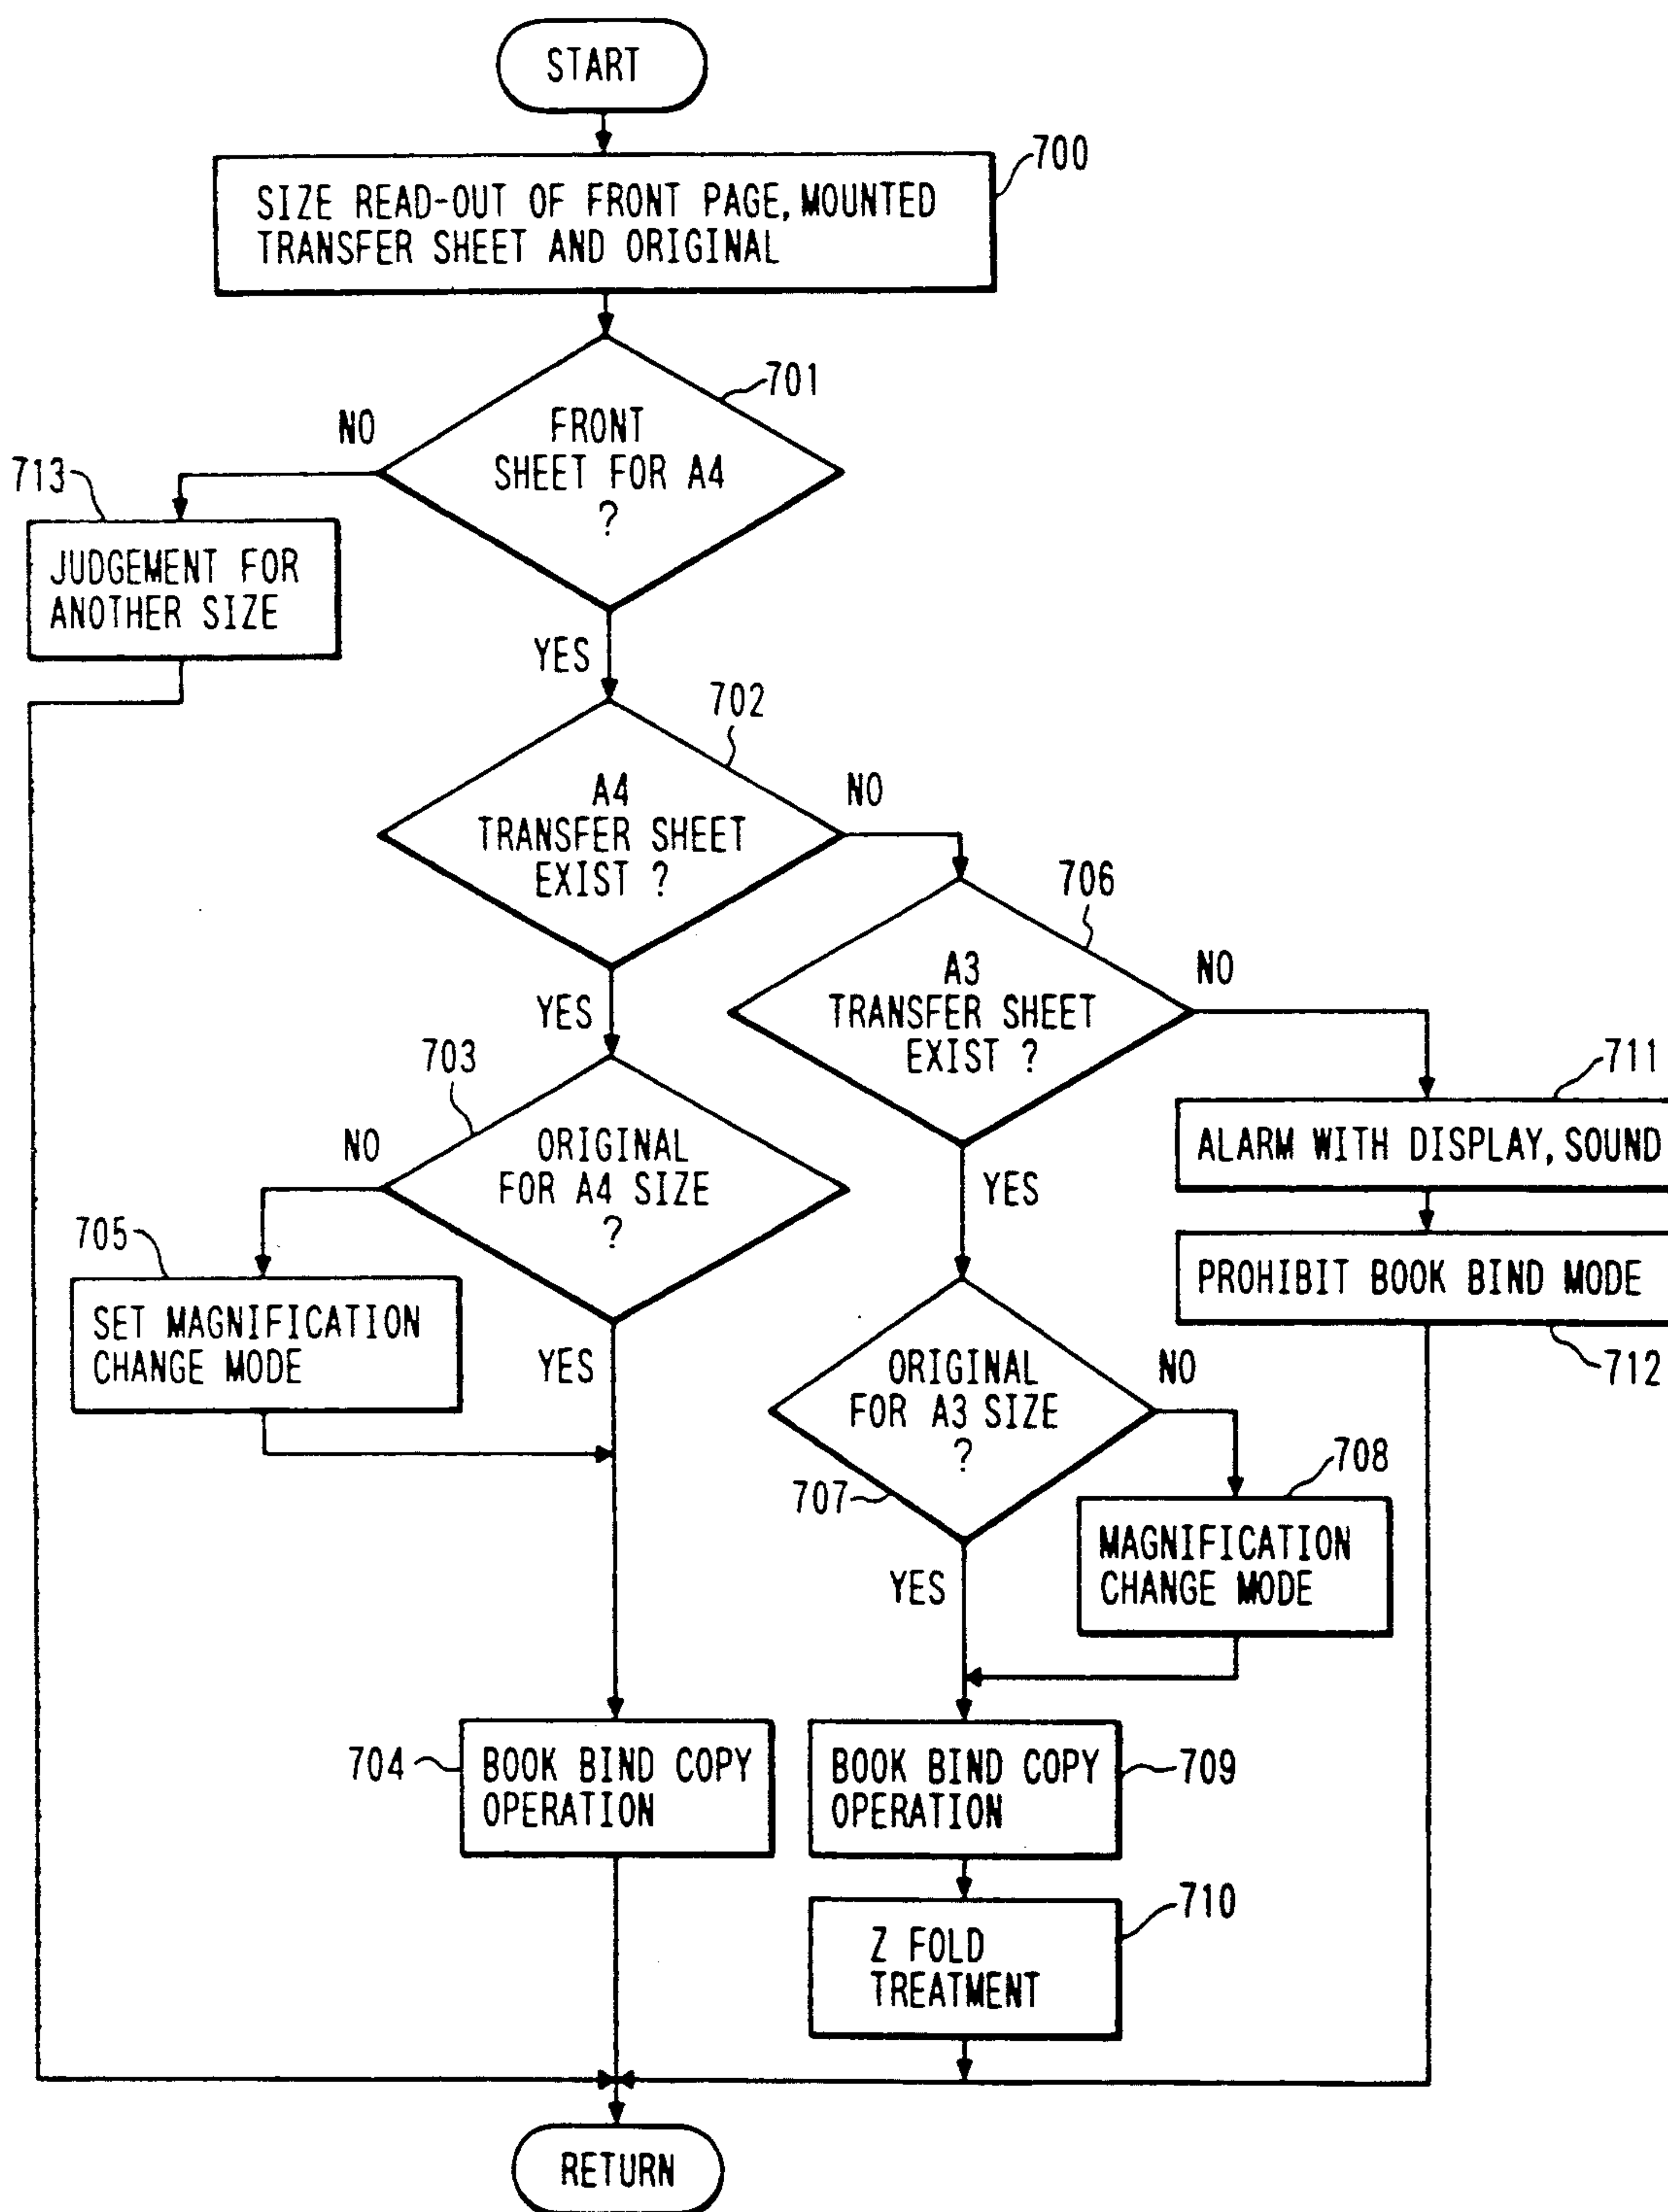 START
700
SIZE READ-OUT OF FRONT PAGE, MOUNTED
TRANSFER SHEET AND ORIGINAL
701
NO
FRONT
SHEET FOR A4
?
713
JUDGEMENT FOR
ANOTHER SIZE
YES
702
A4
TRANSFER SHEET
EXIST ?
NO
706
A3
TRANSFER SHEET
EXIST ?
NO
YES
703
NO
ORIGINAL
FOR A4 SIZE
?
711
ALARM WITH DISPLAY, SOUND
YES
705
SET MAGNIFICATION
CHANGE MODE
PROHIBIT BOOK BIND MODE
712
YES
ORIGINAL
FOR A3 SIZE
?
NO
707
708
MAGNIFICATION
CHANGE MODE
YES
704
BOOK BIND COPY
OPERATION
BOOK BIND COPY
OPERATION
709
Z FOLD
TREATMENT
710
RETURN